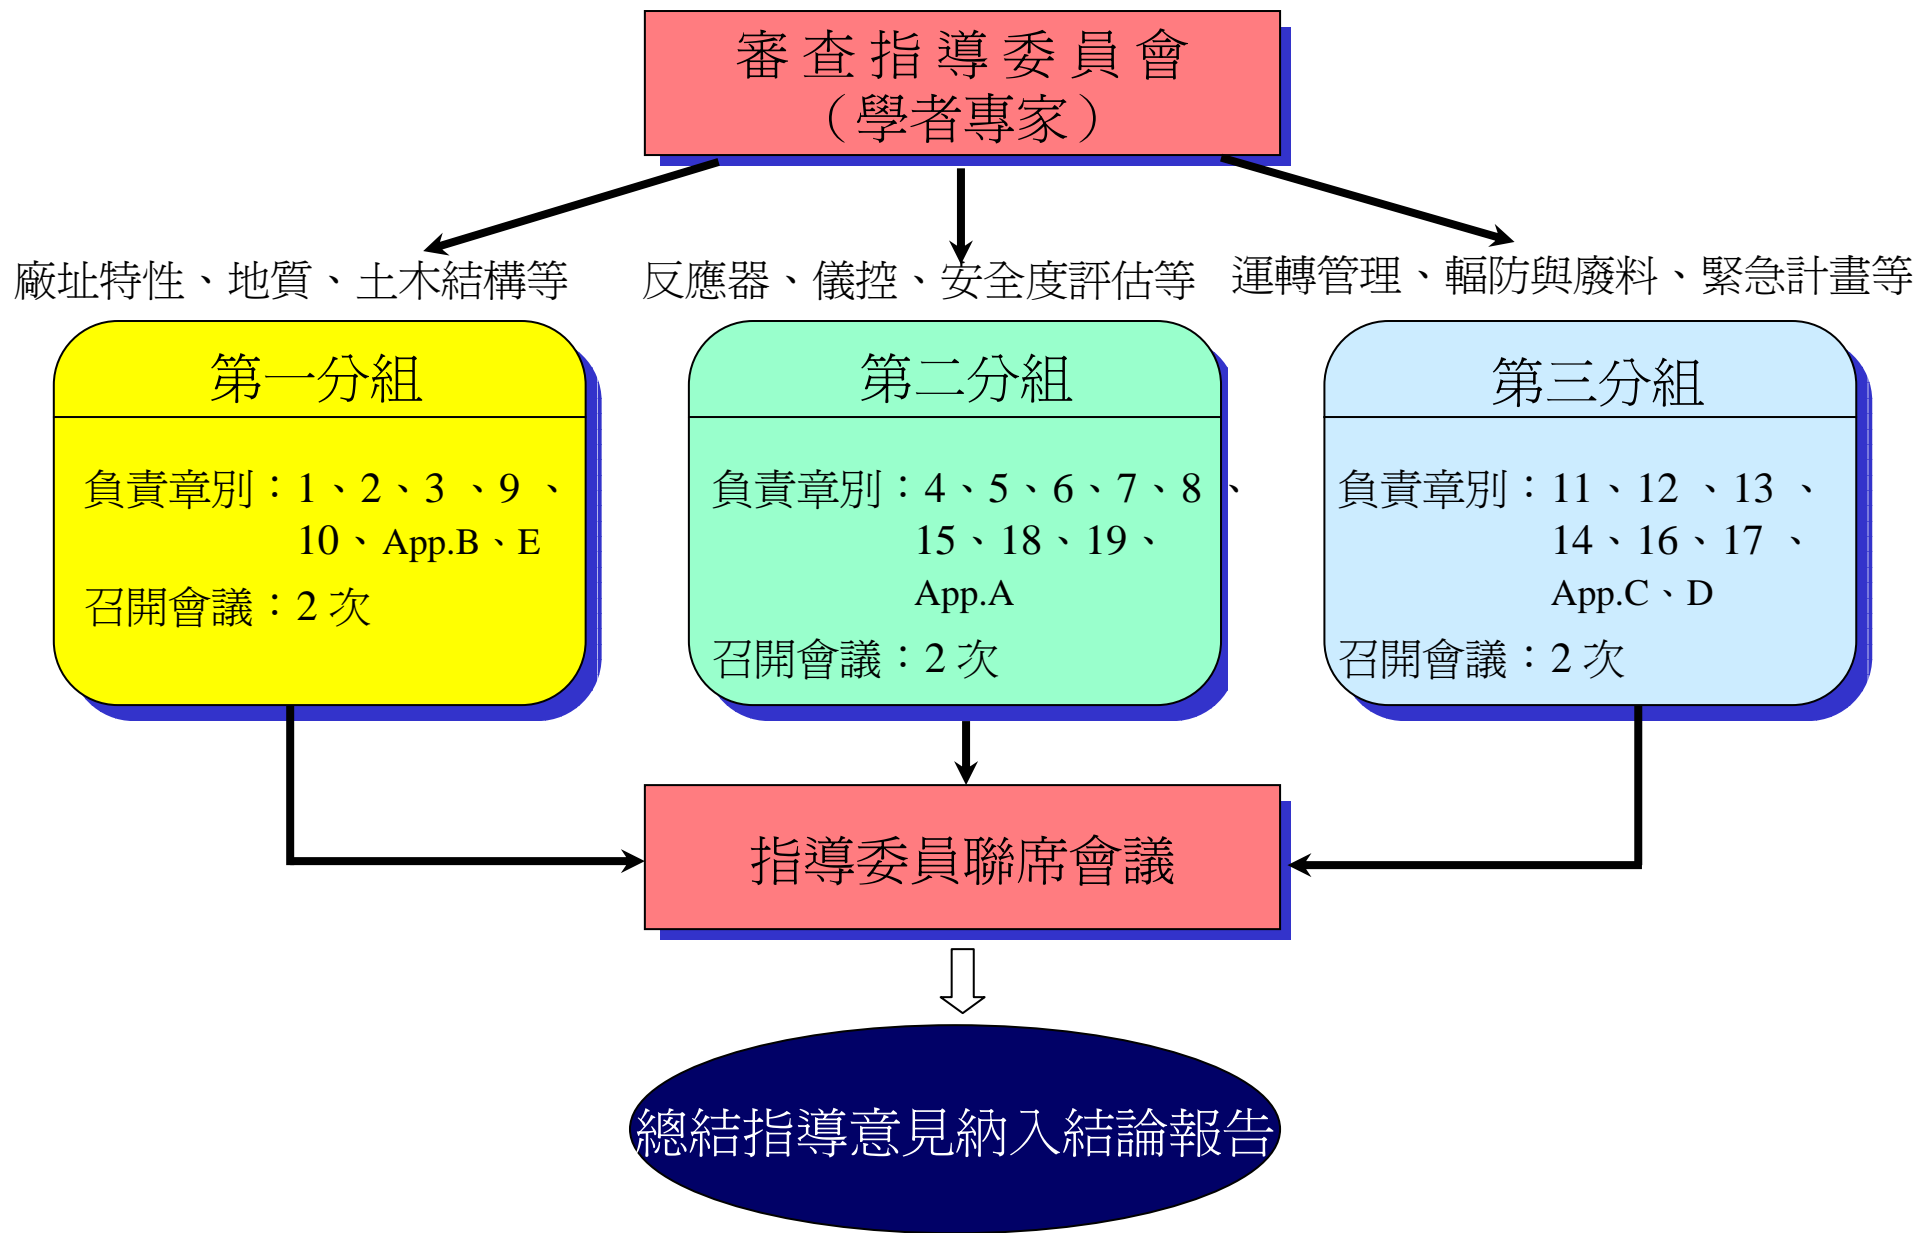 審查指導委員會
（學者專家）
廠址特性、地質、土木結構等
反應器、儀控、安全度評估等
運轉管理、輻防與廢料、緊急計畫等
第一分組
負責章別：1、2、3 、9 、
10、App.B、E
召開會議：2 次
第二分組
負責章別：4、5、6、7、8 、
15、18、19、
App.A
召開會議：2 次
第三分組
負責章別：11、12 、13 、
14、16、17 、
App.C、D
召開會議：2 次
指導委員聯席會議
總結指導意見納入結論報告